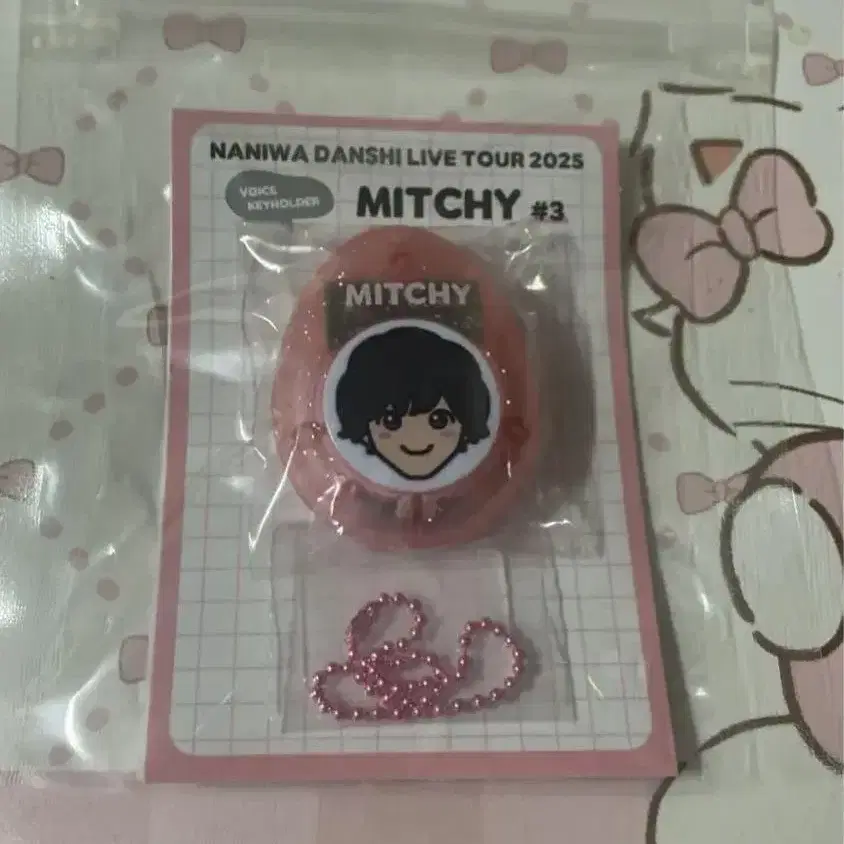 NANIWA DANSHI LIVE TOUR 2025
VOICE
KEYHOLDER
MITCHY #3
MITCHY